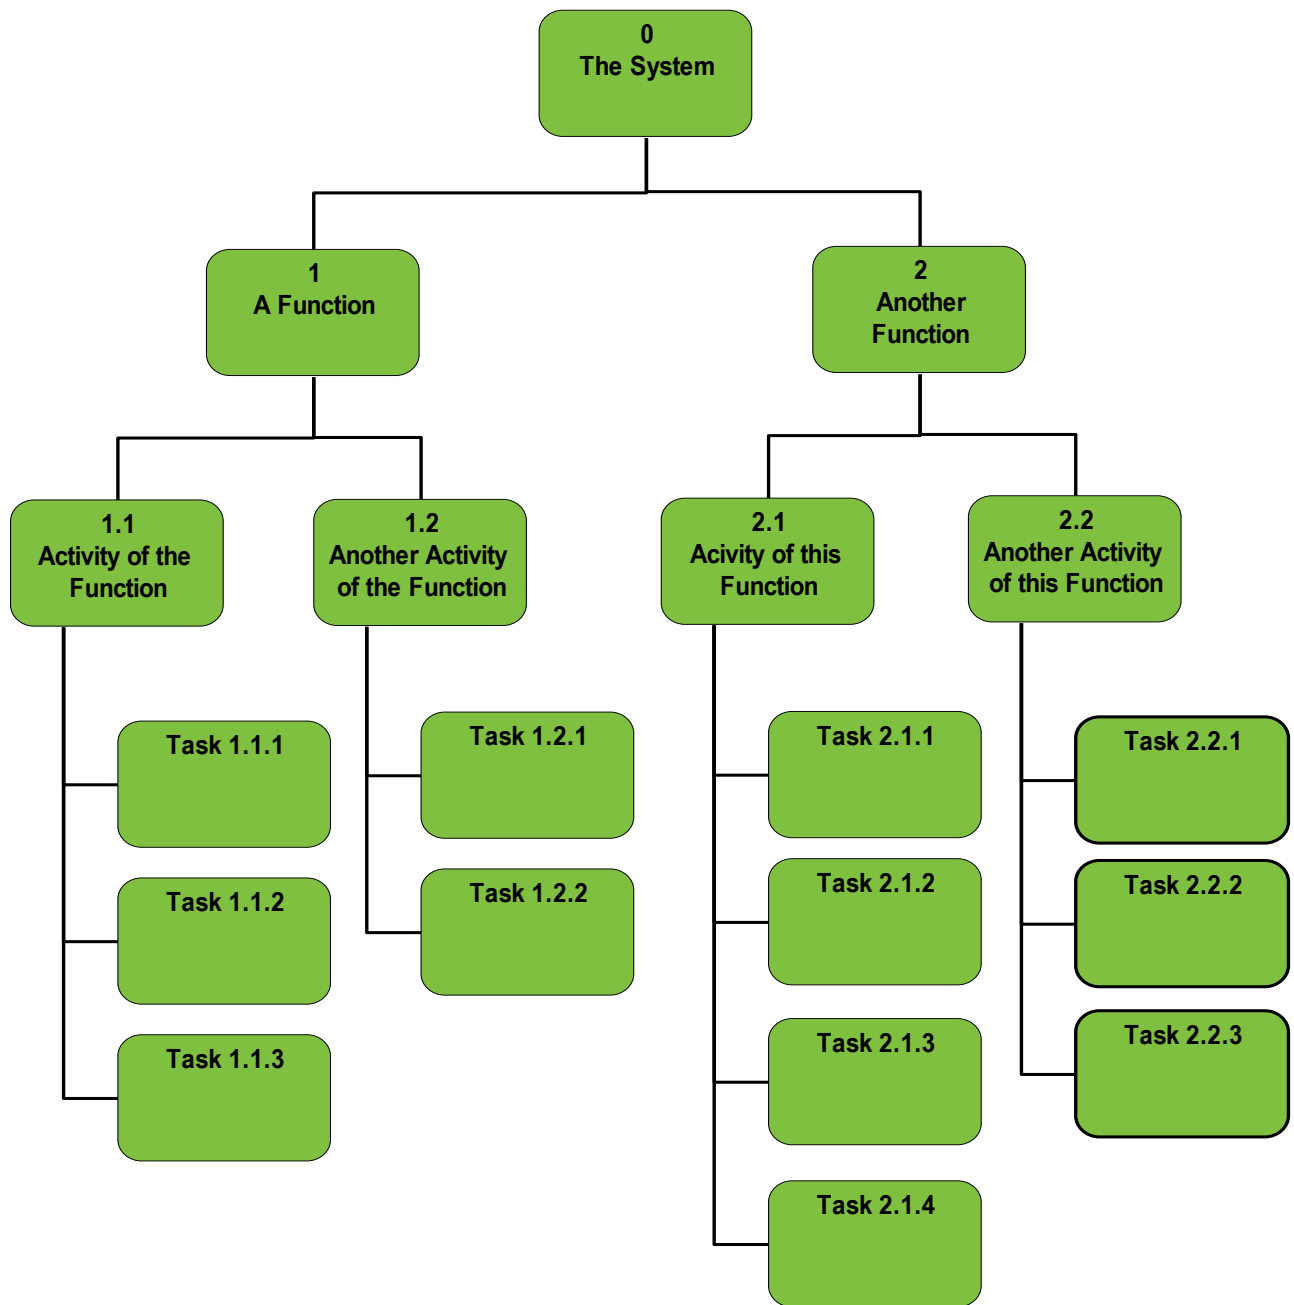 0
The System
1
A Function
2
Another
Function
1.1
Activity of the
Function
1.2
Another Activity
of the Function
2.1
Acivity of this
Function
2.2
Another Activity
of this Function
Task 1.1.1
Task 1.1.2
Task 1.1.3
Task 1.2.1
Task 1.2.2
Task 2.1.1
Task 2.1.2
Task 2.1.3
Task 2.1.4
Task 2.2.1
Task 2.2.2
Task 2.2.3